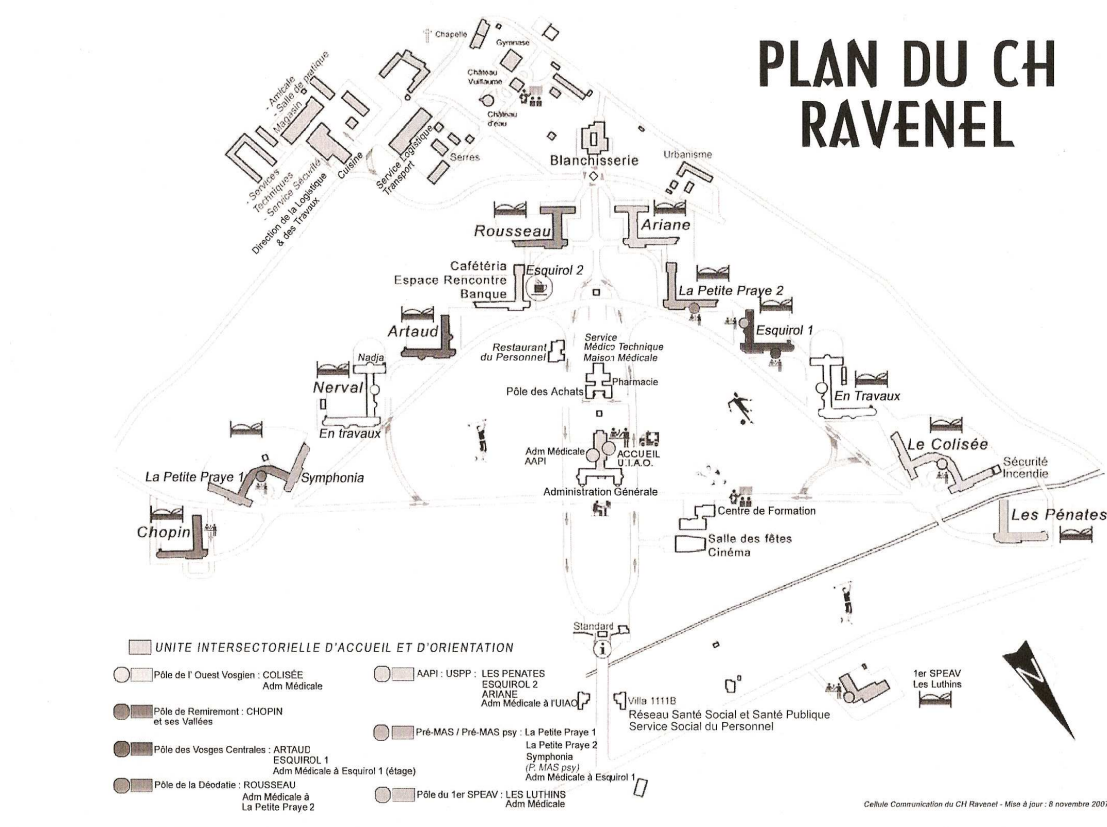 PLAN DU CH
RAVENEL
Chapelle
Gymnase
Château
Vuillaume
Château
d'eau
- Amicale
- Salle de pratique
Magasin
- Services
Techniques
- Service Sécurité
Direction de la Logistique
& des Travaux
Cuisine
Service Logistique
Transport
Serres
Blanchisserie
Urbanisme
Rousseau
Ariane
Cafétéria
Espace Rencontre
Banque
Esquirol 2
La Petite Praye 2
Artaud
Esquirol 1
Restaurant
du Personnel
Service
Médico Technique
Maison Médicale
Nadja
Nerval
Pharmacie
Pôle des Achats
En Travaux
En travaux
Le Colisée
Adm Médicale
AAPI
ACCUEIL
U.I.A.O.
La Petite Praye 1
Symphonia
Sécurité
Incendie
Administration Générale
Chopin
Centre de Formation
Les Pénates
Salle des fêtes
Cinéma
Standard
i
UNITE INTERSECTORIELLE D'ACCUEIL ET D'ORIENTATION
Pôle de l' Ouest Vosgien : COLISÉE
Adm Médicale
Pôle de Remiremont : CHOPIN
et ses Vallées
Pôle des Vosges Centrales : ARTAUD
ESQUIROL 1
Adm Médicale à Esquirol 1 (étage)
Pôle de la Déodatie : ROUSSEAU
Adm Médicale à
La Petite Praye 2
AAPI : USPP : LES PENATES
ESQUIROL 2
ARIANE
Adm Médicale à l'UIAO
Pré-MAS / Pré-MAS psy : La Petite Praye 1
La Petite Praye 2
Symphonia
(P. MAS psy)
Adm Médicale à Esquirol 1
Pôle du 1er SPEAV : LES LUTHINS
Adm Médicale
Villa 1111B
Réseau Santé Social et Santé Publique
Service Social du Personnel
1er SPEAV
Les Luthins
N
Cellule Communication du CH Ravenel - Mise à jour : 8 novembre 2007